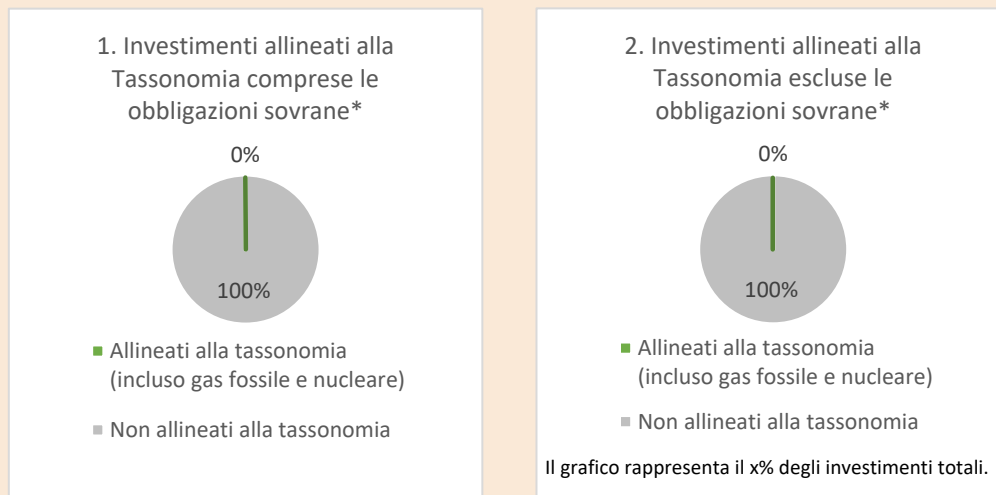 1. Investimenti allineati alla
Tassonomia comprese le
obbligazioni sovrane*
0%
100%
Allineati alla tassonomia
(incluso gas fossile e nucleare)
Non allineati alla tassonomia
2. Investimenti allineati alla
Tassonomia escluse le
obbligazioni sovrane*
0%
100%
Allineati alla tassonomia
(incluso gas fossile e nucleare)
Non allineati alla tassonomia
Il grafico rappresenta il x% degli investimenti totali.